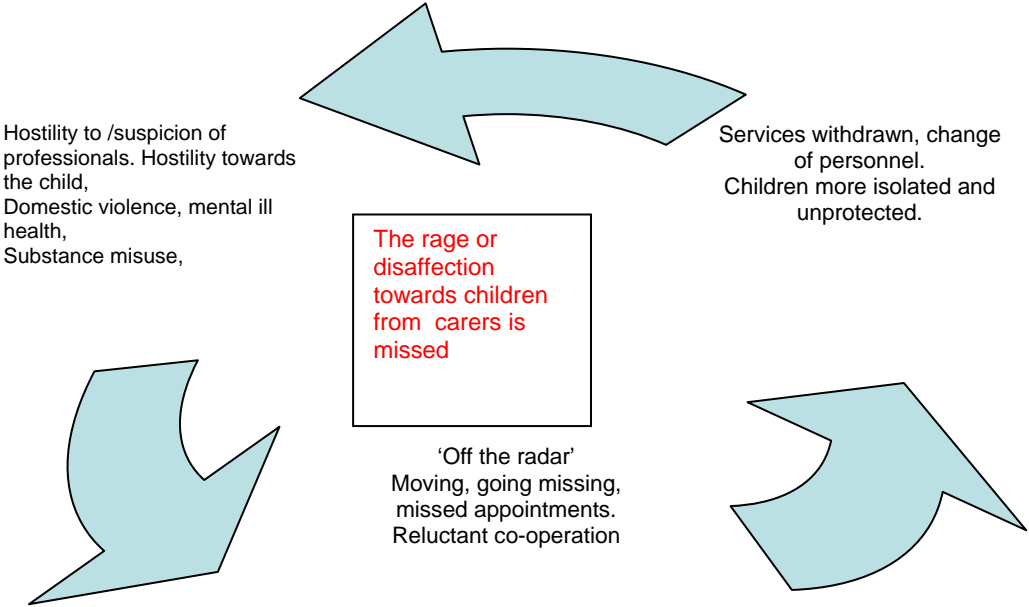 Hostility to /suspicion of
professionals. Hostility towards
the child,
Domestic violence, mental ill
health,
Substance misuse,
Services withdrawn, change
of personnel.
Children more isolated and
unprotected.
The rage or
disaffection
towards children
from  carers is
missed
‘Off the radar’
Moving, going missing,
missed appointments.
Reluctant co-operation